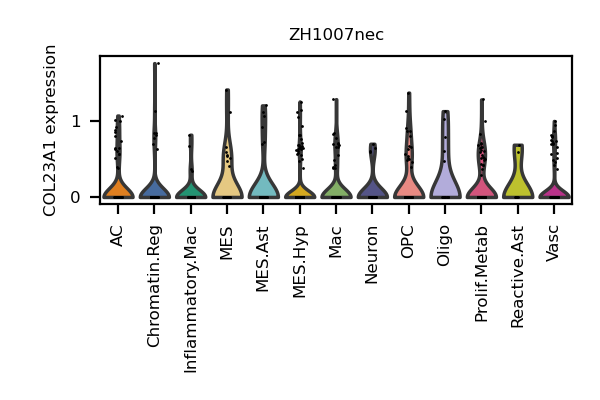 ZH1007nec
COL23A1 expression
1
0
AC
Chromatin.Reg
Inflammatory.Mac
MES
MES.Ast
MES.Hyp
Mac
Neuron
OPC
Oligo
Prolif.Metab
Reactive.Ast
Vasc